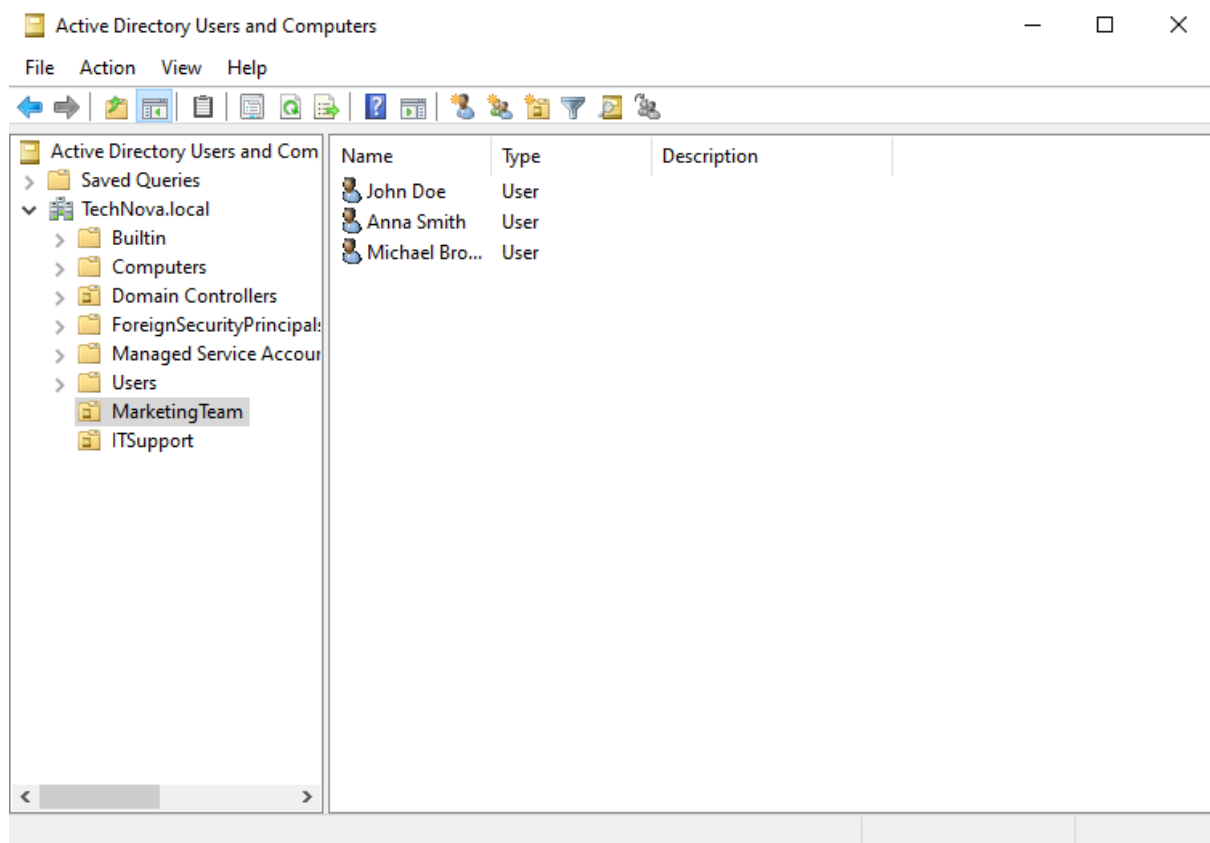 Active Directory Users and Computers
File Action View Help
Active Directory Users and Com
Saved Queries
TechNova.local
Builtin
Computers
Domain Controllers
ForeignSecurityPrincipals
Managed Service Accour
Users
MarketingTeam
ITSupport
Name Type Description
John Doe User
Anna Smith User
Michael Bro... User